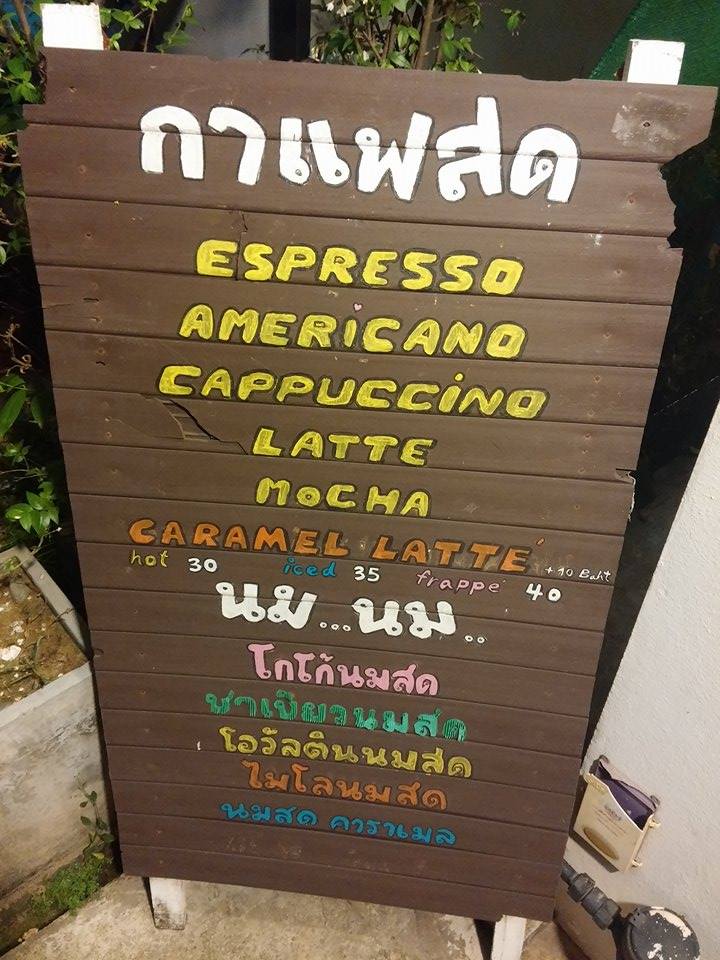 กาแฟสด
ESPRESSO
AMERiCANO
CAPPUCCiNO
LATTE
MOCHA
CARAMEL LATTE + 10 Baht
hot 30 iced 35 frappé 40
นม...นม...
โกโก้นมสด
ชาเขียวนมสด
โอวัลตินนมสด
ไมโลนมสด
นมสด คาราเมล